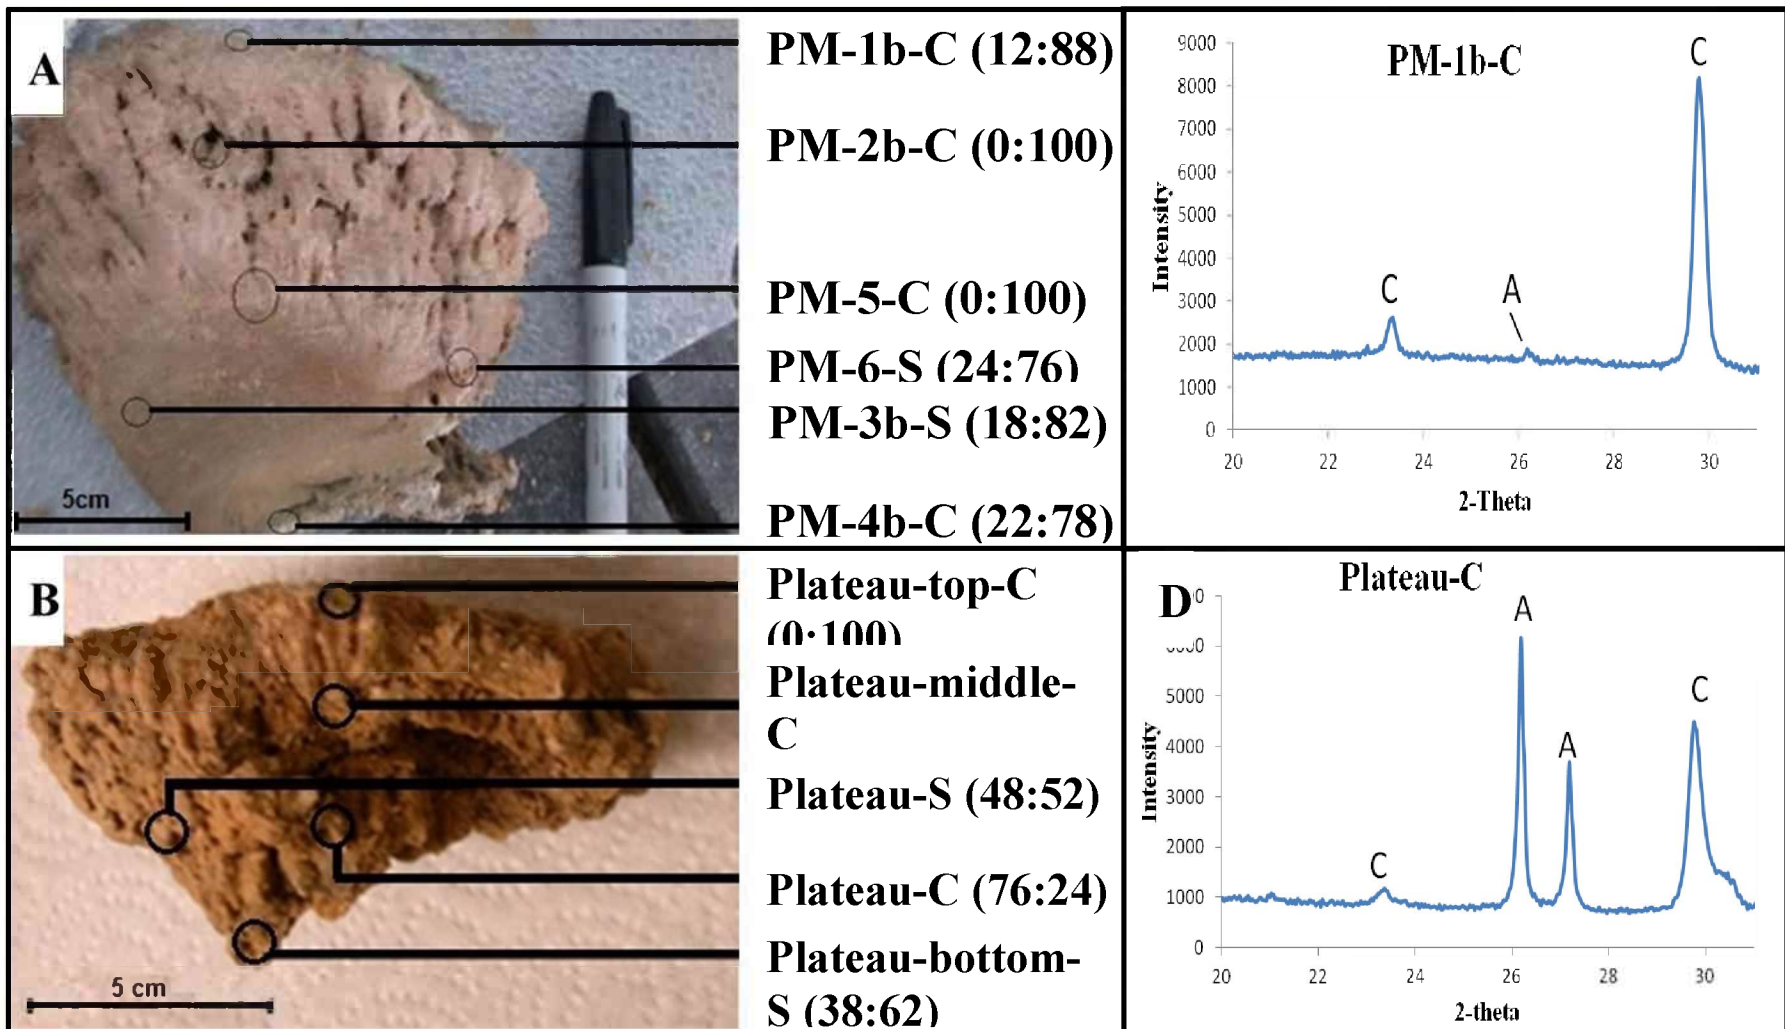 A
PM-1b-C (12:88)
PM-2b-C (0:100)
PM-5-C (0:100)
PM-6-S (24:76)
PM-3b-S (18:82)
PM-4b-C (22:78)
5cm
PM-1b-C
9000
8000
7000
6000
5000
4000
3000
2000
1000
0
Intensity
C
A
C
20 22 24 26 28 30
2-Theta
B
Plateau-top-C
(0:100)
Plateau-middle-
C
Plateau-S (48:52)
Plateau-C (76:24)
Plateau-bottom-
S (38:62)
5 cm
D
Plateau-C
5000
4000
3000
2000
1000
0
Intensity
C
A
A
C
20 22 24 26 28 30
2-theta